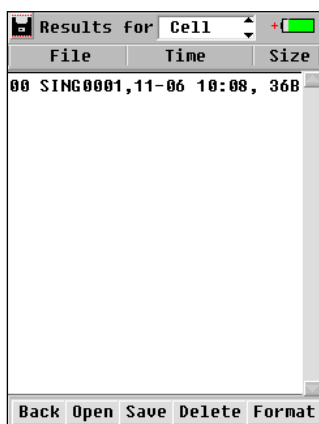 Results for Cell
File Time Size
00 SING0001,11-06 10:08, 36B
Back Open Save Delete Format